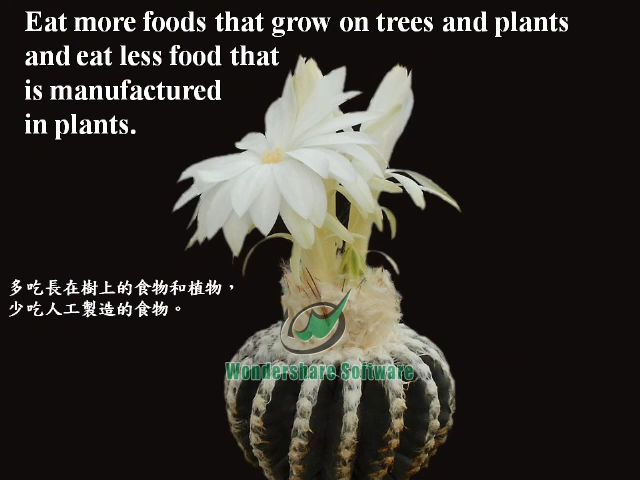 Eat more foods that grow on trees and plants
and eat less food that
is manufactured
in plants.
多吃長在樹上的食物和植物，
少吃人工製造的食物。
Wondershare Software